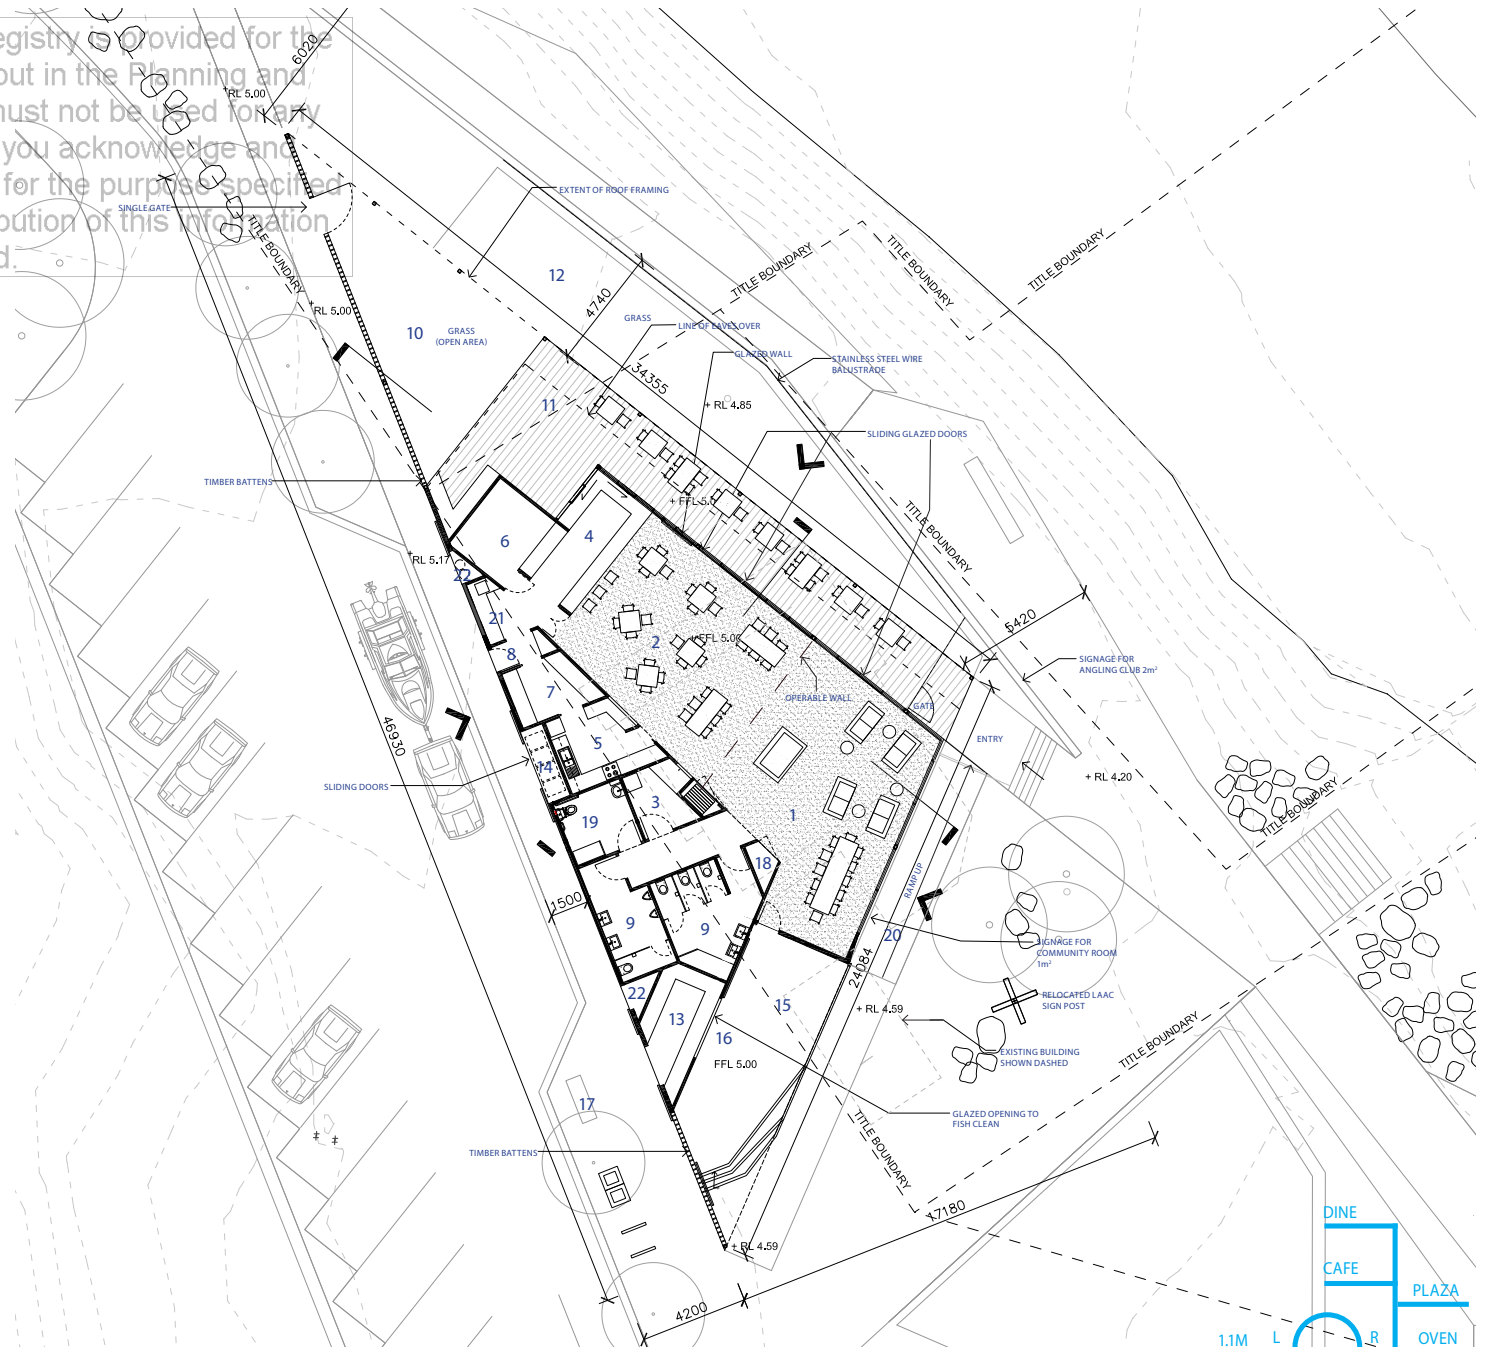 egistry is provided for the
out in the Planning and
must not be used for any
you acknowledge and
for the purpose specified
bution of this information
d.
6020
RL 5.00
EXTENT OF ROOF FRAMING
SINGLE GATE
TITLE BOUNDARY
TITLE BOUNDARY
TITLE BOUNDARY
TITLE BOUNDARY
12
4740
RL 5.00
10
GRASS
(OPEN AREA)
GRASS
LINE OF EAVES OVER
GLAZED WALL
STAINLESS STEEL WIRE
BALUSTRADE
34355
11
+ RL 4.85
SLIDING GLAZED DOORS
TIMBER BATTENS
+ FFL 5.0
TITLE BOUNDARY
4
6
RL 5.17
22
21
5420
2
FFL 5.00
8
SIGNAGE FOR
ANGLING CLUB 2m²
7
OPERABLE WALL
GATE
46930
5
ENTRY
14
+ RL 4.20
SLIDING DOORS
TITLE BOUNDARY
3
19
1
18
RAMP UP
1500
9
9
20
SIGNAGE FOR
COMMUNITY ROOM
1m²
24084
22
13
15
RELOCATED LAAC
SIGN POST
+ RL 4.59
TITLE BOUNDARY
16
FFL 5.00
EXISTING BUILDING
SHOWN DASHED
17
GLAZED OPENING TO
FISH CLEAN
TITLE BOUNDARY
TIMBER BATTENS
17180
+ RL 4.59
4200
DINE
CAFE
PLAZA
1.1M
L
R
OVEN